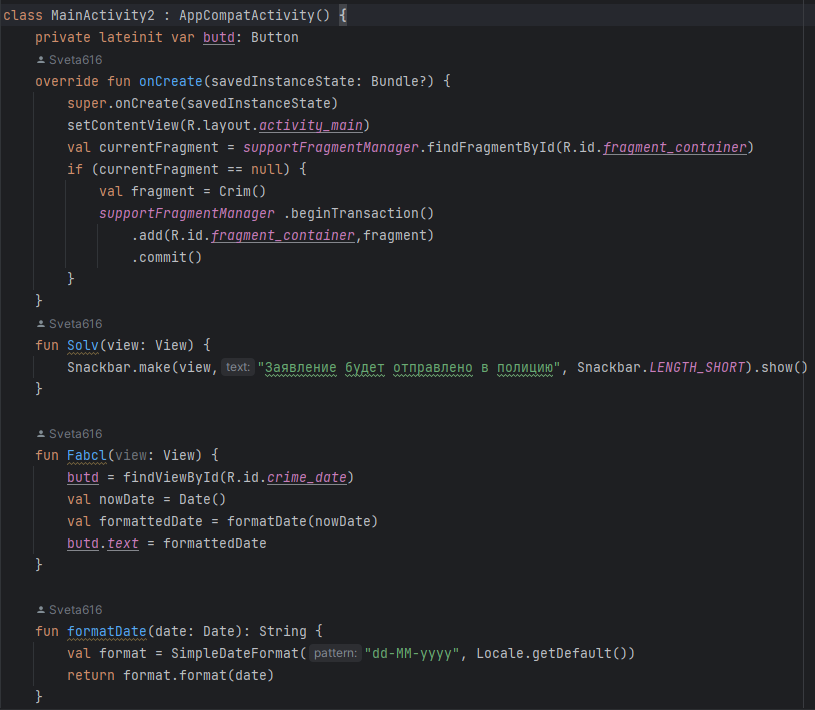 class MainActivity2 : AppCompatActivity() {
private lateinit var butd: Button
Sveta616
override fun onCreate(savedInstanceState: Bundle?) {
super.onCreate(savedInstanceState)
setContentView(R.layout.activity_main)
val currentFragment = supportFragmentManager.findFragmentById(R.id.fragment_container)
if (currentFragment == null) {
val fragment = Crim()
supportFragmentManager .beginTransaction()
.add(R.id.fragment_container,fragment)
.commit()
}
}
Sveta616
fun Solv(view: View) {
Snackbar.make(view, text: "Заявление будет отправлено в полицию", Snackbar.LENGTH_SHORT).show()
}
Sveta616
fun Fabcl(view: View) {
butd = findViewById(R.id.crime_date)
val nowDate = Date()
val formattedDate = formatDate(nowDate)
butd.text = formattedDate
}
Sveta616
fun formatDate(date: Date): String {
val format = SimpleDateFormat( pattern: "dd-MM-yyyy", Locale.getDefault())
return format.format(date)
}